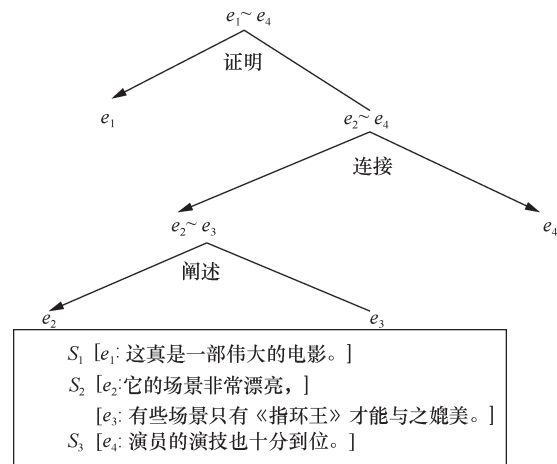 e₁~ e₄
证明
e₁
e₂~ e₄
连接
e₂~ e₃
e₄
阐述
e₂
e₃
S₁ [e₁: 这真是一部伟大的电影。]
S₂ [e₂:它的场景非常漂亮，]
[e₃: 有些场景只有《指环王》才能与之媲美。]
S₃ [e₄: 演员的演技也十分到位。]